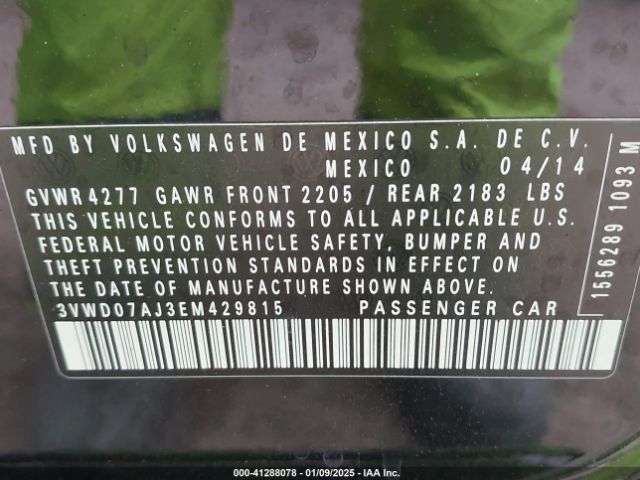 MFD BY VOLKSWAGEN DE MEXICO S.A. DE C.V.
MEXICO 04/14
GVWR 4277 GAWR FRONT 2205 / REAR 2183 LBS
THIS VEHICLE CONFORMS TO ALL APPLICABLE U.S.
FEDERAL MOTOR VEHICLE SAFETY, BUMPER AND
THEFT PREVENTION STANDARDS IN EFFECT ON THE
DATE OF MANUFACTURE SHOWN ABOVE.
3VWD07AJ3EM429815 PASSENGER CAR
1556289 1093 M
000-41288078 - 01/09/2025 - IAA Inc.